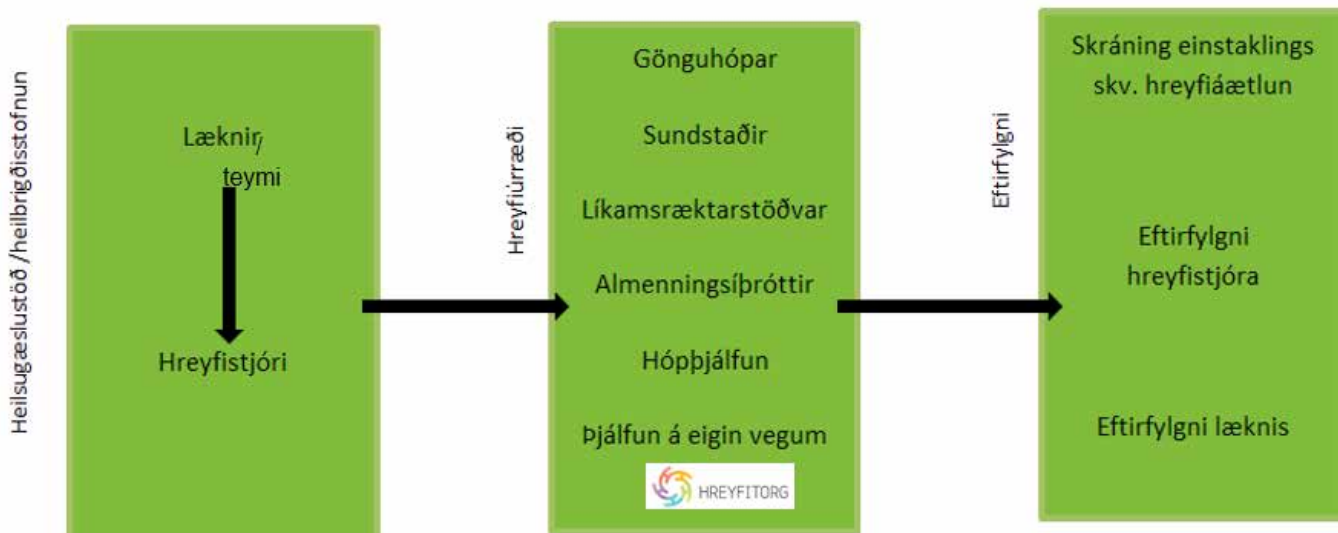 Heilsugæslustöð /heilbrigðisstofnun
Læknir/
teymi
Hreyfistjóri
Hreyfiúrræði
Gönguhópar
Sundstaðir
Líkamsræktarstöðvar
Almenningsíþróttir
Hópþjálfun
Þjálfun á eigin vegum
HREYFITORG
Eftirfylgni
Skráning einstaklings
skv. hreyfiáætlun
Eftirfylgni
hreyfistjóra
Eftirfylgni læknis